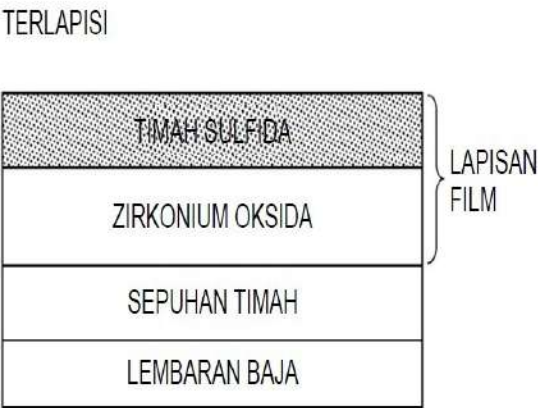 TERLAPISI
TIMAH SULFIDA
ZIRKONIUM OKSIDA
LAPISAN
FILM
SEPUHAN TIMAH
LEMBARAN BAJA